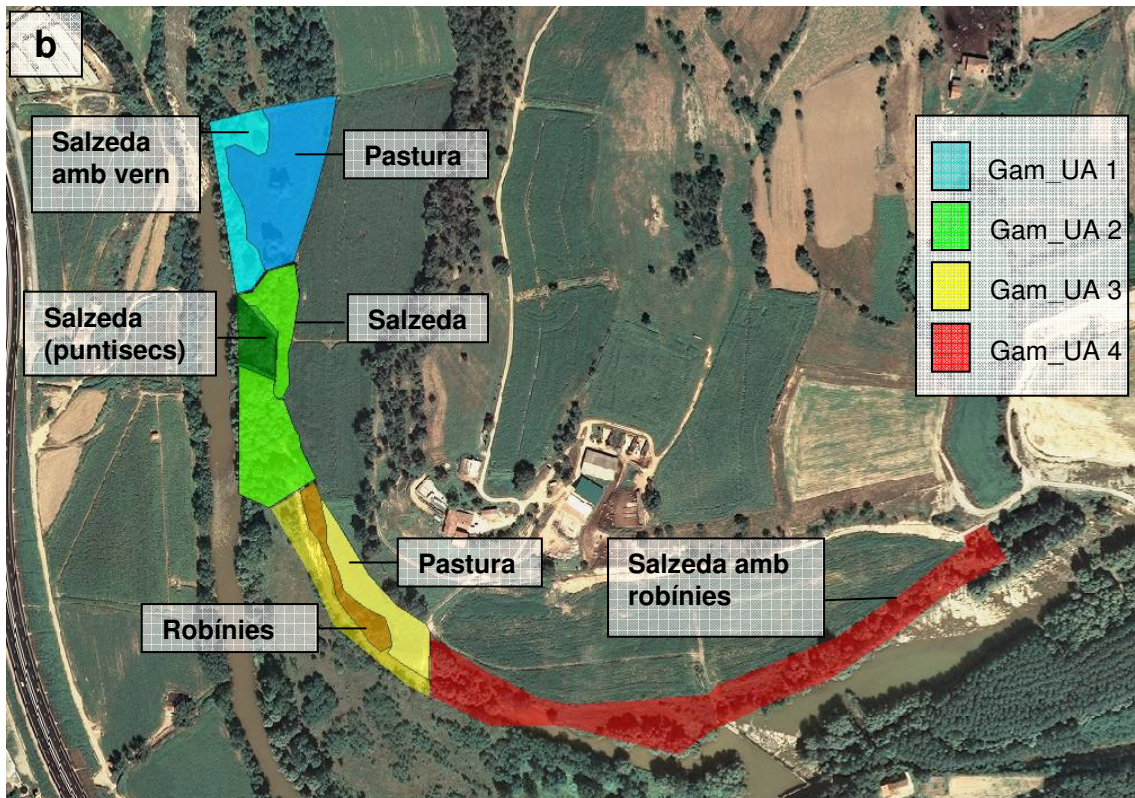 b
Salzeda
amb vern
Pastura
Gam_UA 1
Gam_UA 2
Gam_UA 3
Gam_UA 4
Salzeda
(puntisecs)
Salzeda
Pastura
Salzeda amb
robínies
Robínies